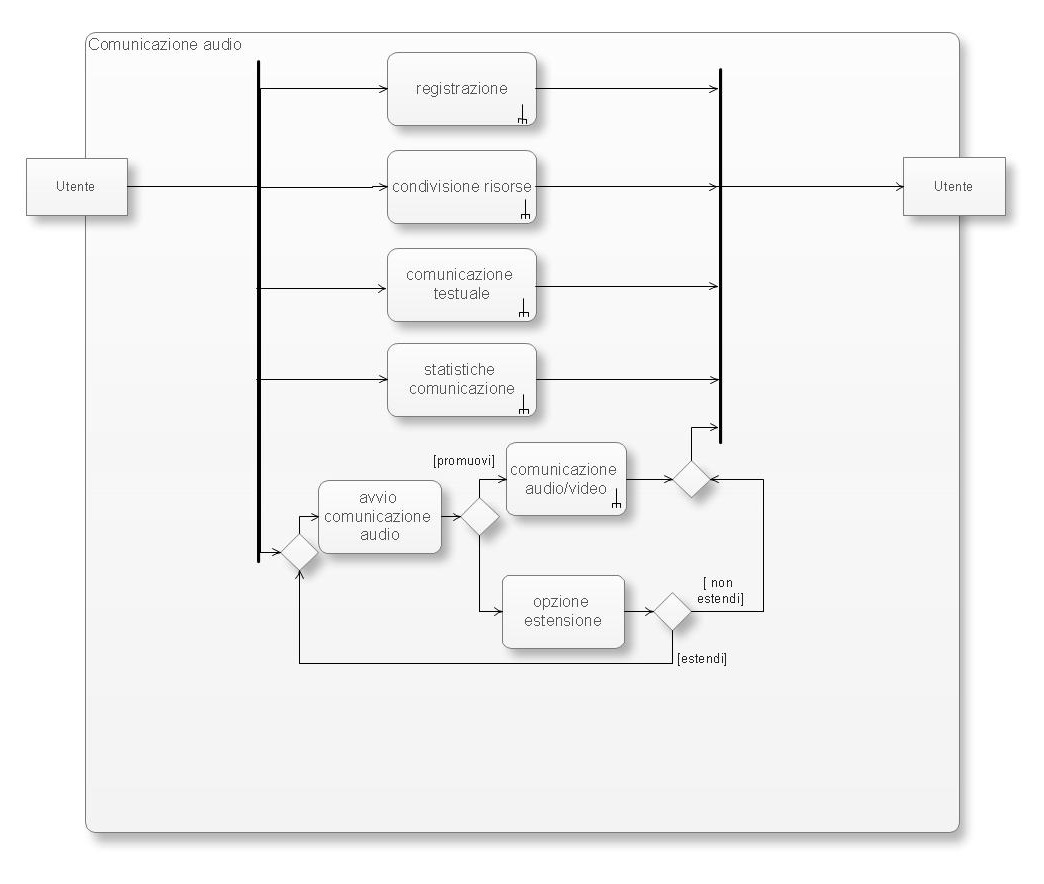 Comunicazione audio
registrazione
Utente
condivisione risorse
Utente
comunicazione
testuale
statistiche
comunicazione
[promuovi]
comunicazione
audio/video
avvio
comunicazione
audio
opzione
estensione
[ non
estendi]
[estendi]